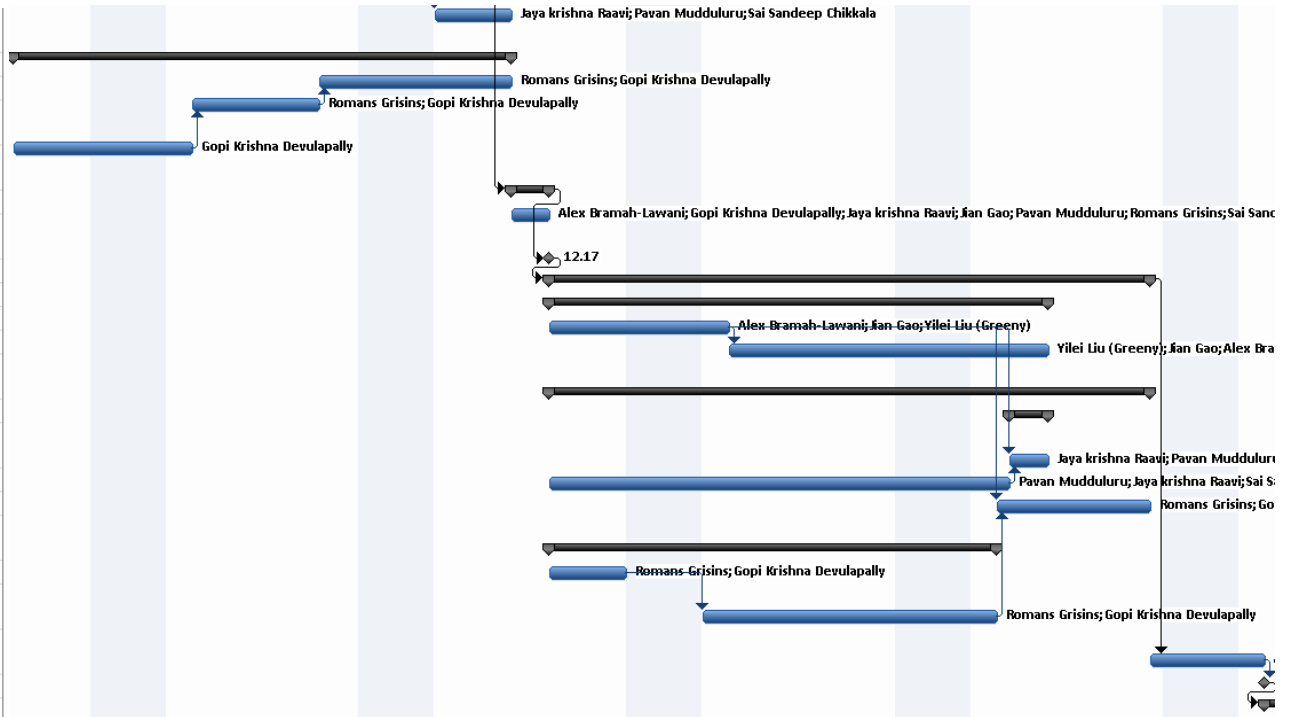 Jaya krishna Raavi;Pavan Mudduluru;Sai Sandeep Chikkala
Romans Grisins;Gopi Krishna Devulapally
Romans Grisins;Gopi Krishna Devulapally
Gopi Krishna Devulapally
Alex Bramah-Lawani;Gopi Krishna Devulapally;Jaya krishna Raavi;Jian Gao;Pavan Mudduluru;Romans Grisins;Sai
12.17
Alex Bramah-Lawani;Jian Gao;Yilei Liu (Greeny)
Yilei Liu (Greeny);Jian Gao;Alex Bra
Jaya krishna Raavi;Pavan Mudduluru
Pavan Mudduluru;Jaya krishna Raavi;Sai
Romans Grisins;Go
Romans Grisins;Gopi Krishna Devulapally
Romans Grisins;Gopi Krishna Devulapally